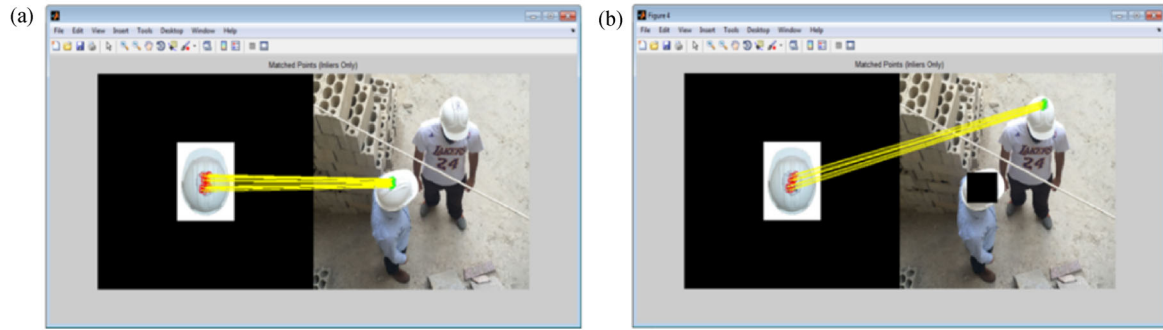 (a)
File Edit View Insert Tools Desktop Window Help
Matched Points (Inliers Only)
LAKERS
24
(b)
Figure 4
File Edit View Insert Tools Desktop Window Help
Matched Points (Inliers Only)
LAKERS
24